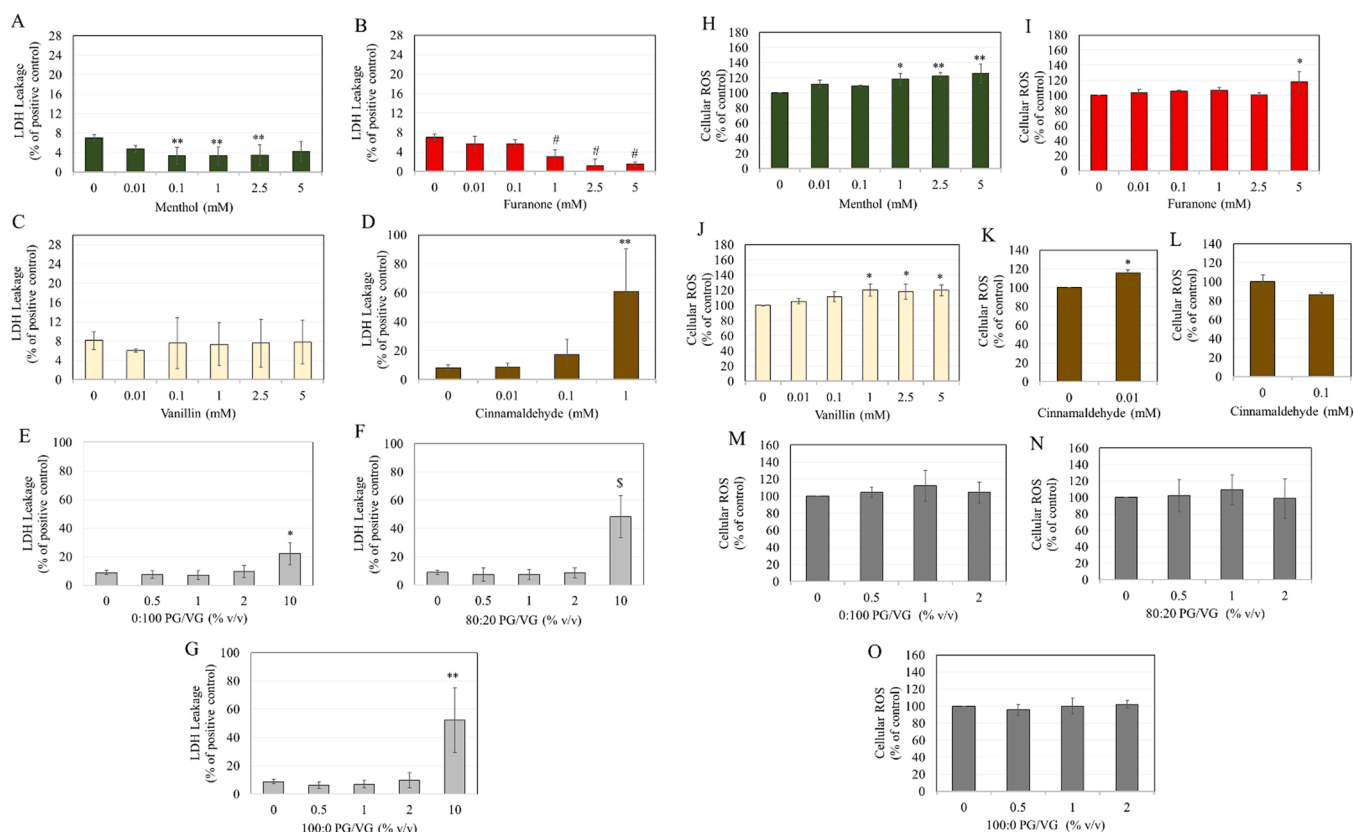 A
LDH Leakage
(% of positive control)
28
24
20
16
12
8
4
0
** ** **
0 0.01 0.1 1 2.5 5
Menthol (mM)
B
LDH Leakage
(% of positive control)
28
24
20
16
12
8
4
0
# # #
0 0.01 0.1 1 2.5 5
Furanone (mM)
C
LDH Leakage
(% of positive control)
28
24
20
16
12
8
4
0
0 0.01 0.1 1 2.5 5
Vanillin (mM)
D
LDH Leakage
(% of positive control)
100
80
60
40
20
0
**
0 0.01 0.1 1
Cinnamaldehyde (mM)
E
LDH Leakage
(% of positive control)
100
80
60
40
20
0
*
0 0.5 1 2 10
0:100 PG/VG (% v/v)
F
LDH Leakage
(% of positive control)
100
80
60
40
20
0
$
0 0.5 1 2 10
80:20 PG/VG (% v/v)
G
LDH Leakage
(% of positive control)
100
80
60
40
20
0
**
0 0.5 1 2 10
100:0 PG/VG (% v/v)
H
Cellular ROS
(% of control)
180
160
140
120
100
80
60
40
20
0
* ** **
0 0.01 0.1 1 2.5 5
Menthol (mM)
I
Cellular ROS
(% of control)
180
160
140
120
100
80
60
40
20
0
*
0 0.01 0.1 1 2.5 5
Furanone (mM)
J
Cellular ROS
(% of control)
180
160
140
120
100
80
60
40
20
0
* * *
0 0.01 0.1 1 2.5 5
Vanillin (mM)
K
Cellular ROS
(% of control)
140
120
100
80
60
40
20
0
*
0 0.01
Cinnamaldehyde (mM)
L
Cellular ROS
(% of control)
140
120
100
80
60
40
20
0
0 0.1
Cinnamaldehyde (mM)
M
Cellular ROS
(% of control)
160
140
120
100
80
60
40
20
0
0 0.5 1 2
0:100 PG/VG (% v/v)
N
Cellular ROS
(% of control)
160
140
120
100
80
60
40
20
0
0 0.5 1 2
80:20 PG/VG (% v/v)
O
Cellular ROS
(% of control)
160
140
120
100
80
60
40
20
0
0 0.5 1 2
100:0 PG/VG (% v/v)